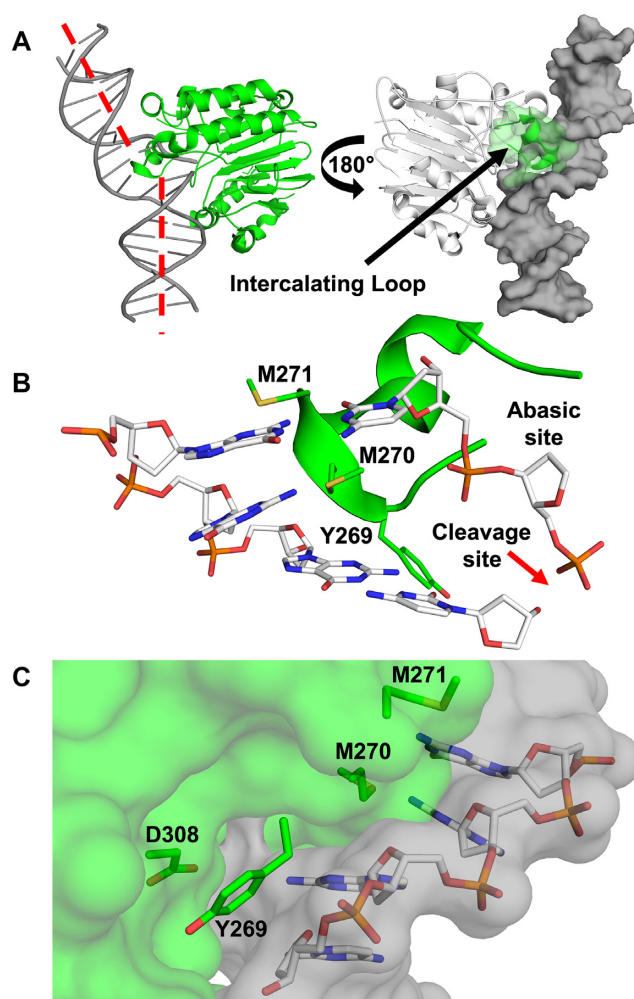 A
180°
Intercalating Loop
B
M271
Abasic
site
M270
Y269
Cleavage
site
C
M271
M270
D308
Y269